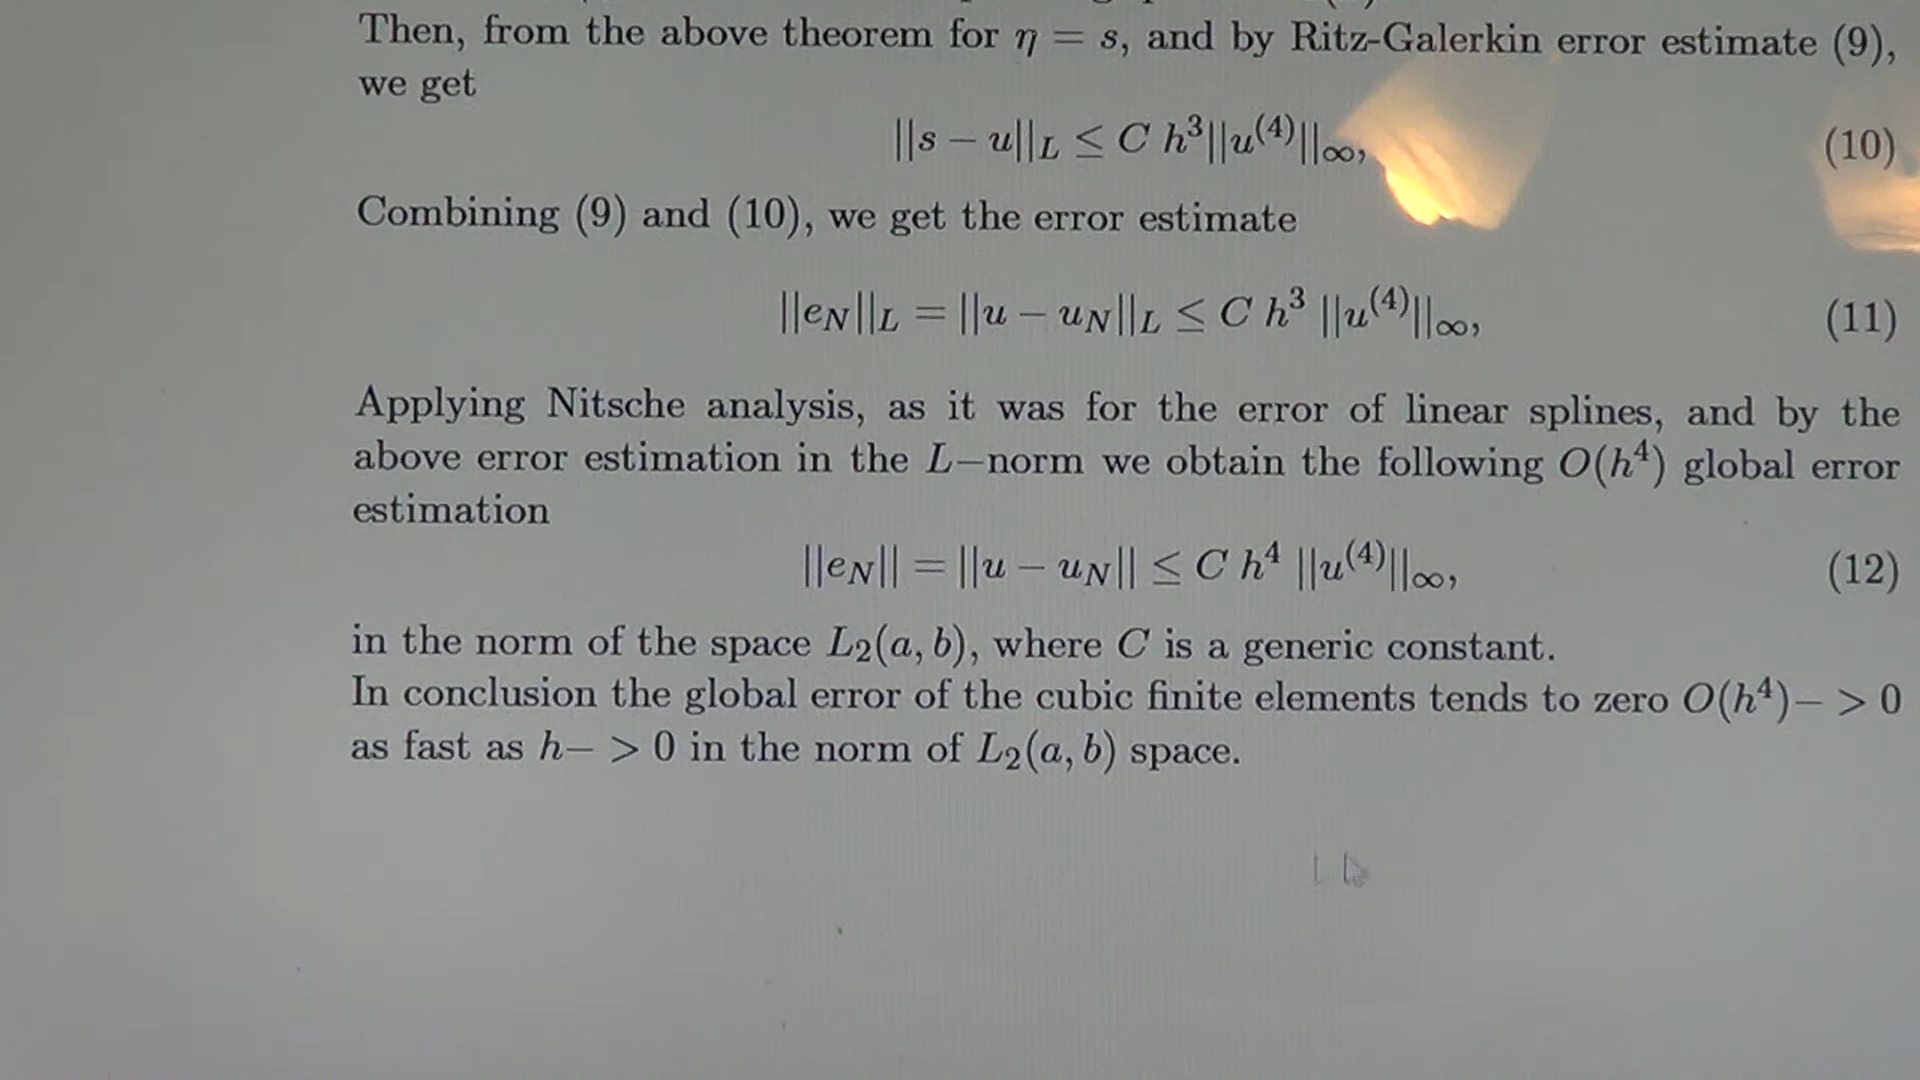 Then, from the above theorem for η = s, and by Ritz-Galerkin error estimate (9),
we get
||s − u||_L ≤ C h^3||u^(4)||_∞, (10)
Combining (9) and (10), we get the error estimate
||e_N||_L = ||u − u_N||_L ≤ C h^3 ||u^(4)||_∞, (11)
Applying Nitsche analysis, as it was for the error of linear splines, and by the
above error estimation in the L−norm we obtain the following O(h^4) global error
estimation
||e_N|| = ||u − u_N|| ≤ C h^4 ||u^(4)||_∞, (12)
in the norm of the space L_2(a, b), where C is a generic constant.
In conclusion the global error of the cubic finite elements tends to zero O(h^4)− > 0
as fast as h− > 0 in the norm of L_2(a, b) space.